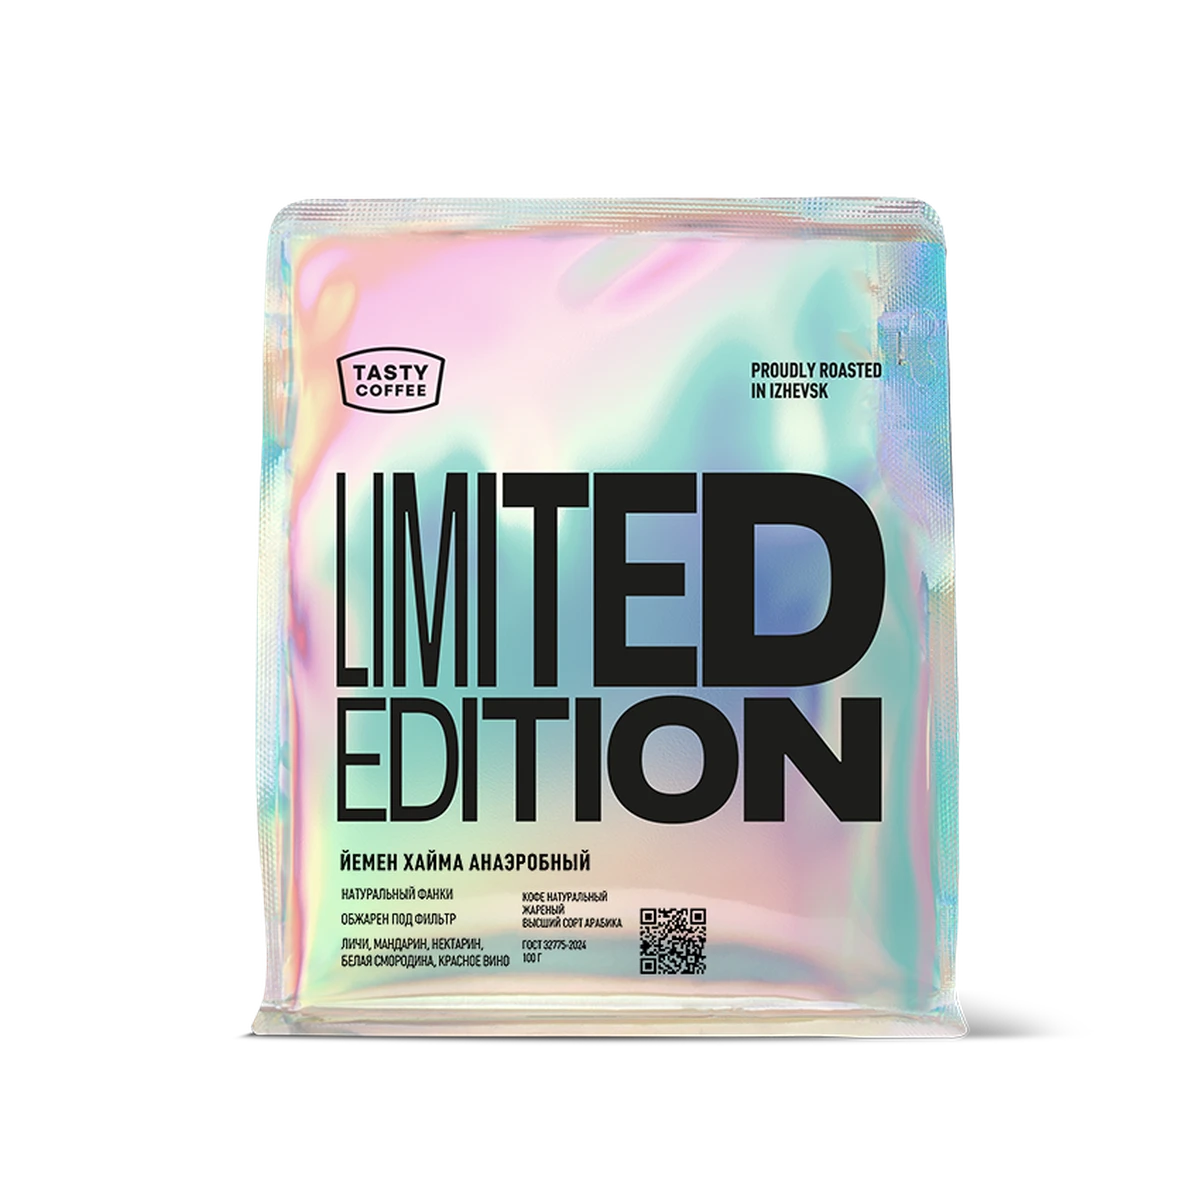 TASTY
COFFEE
PROUDLY ROASTED
IN IZHEVSK
LIMITED
EDITION
ЙЕМЕН ХАЙМА АНАЭРОБНЫЙ
НАТУРАЛЬНЫЙ ФАНКИ
ОБЖАРЕН ПОД ФИЛЬТР
ЛИЧИ, МАНДАРИН, НЕКТАРИН,
БЕЛАЯ СМОРОДИНА, КРАСНОЕ ВИНО
КОФЕ НАТУРАЛЬНЫЙ
ЖАРЕНЫЙ
ВЫСШИЙ СОРТ АРАБИКА
ГОСТ 32775-2024
100 Г